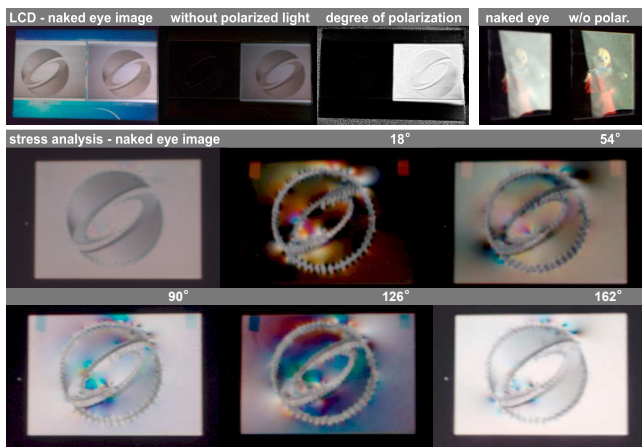 LCD - naked eye image
without polarized light
degree of polarization
naked eye
w/o polar.
stress analysis - naked eye image
18°
54°
90°
126°
162°